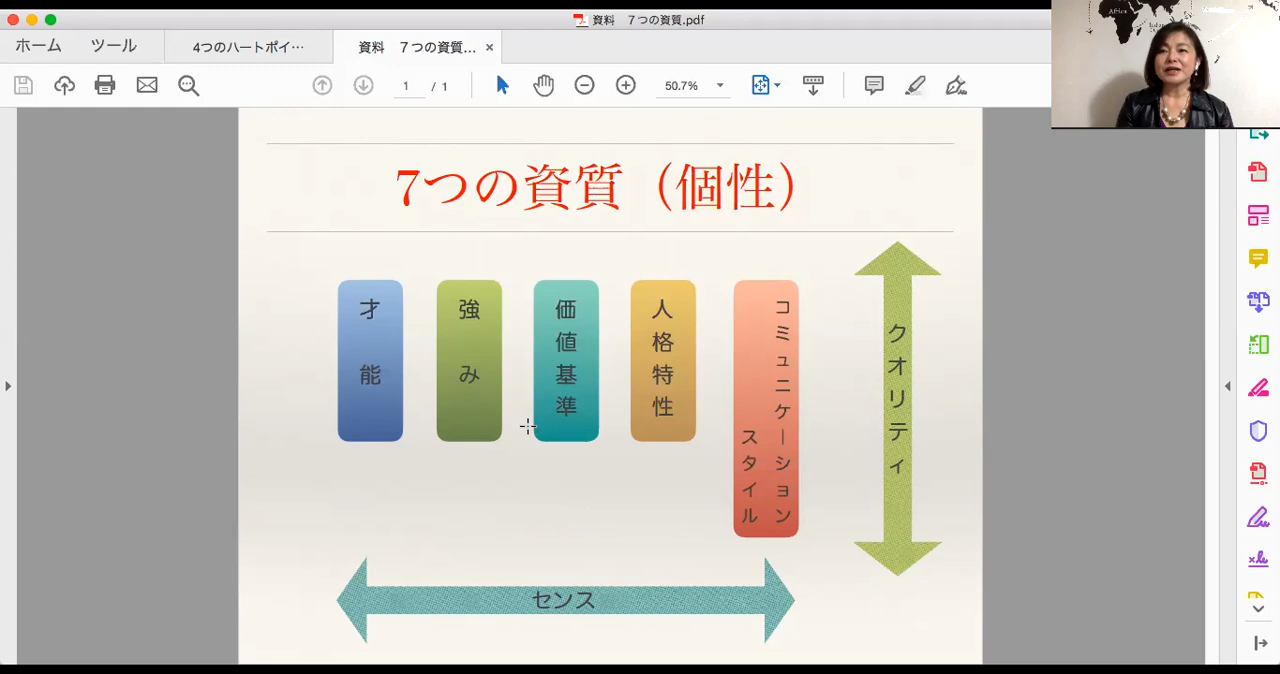 資料 7つの資質.pdf
ホーム
ツール
4つのハートポイ…
資料 7つの資質… ×
1 / 1
50.7%
Africa
7つの資質（個性）
才能
強み
価値基準
人格特性
コミュニケーション
スタイル
クオリティ
センス